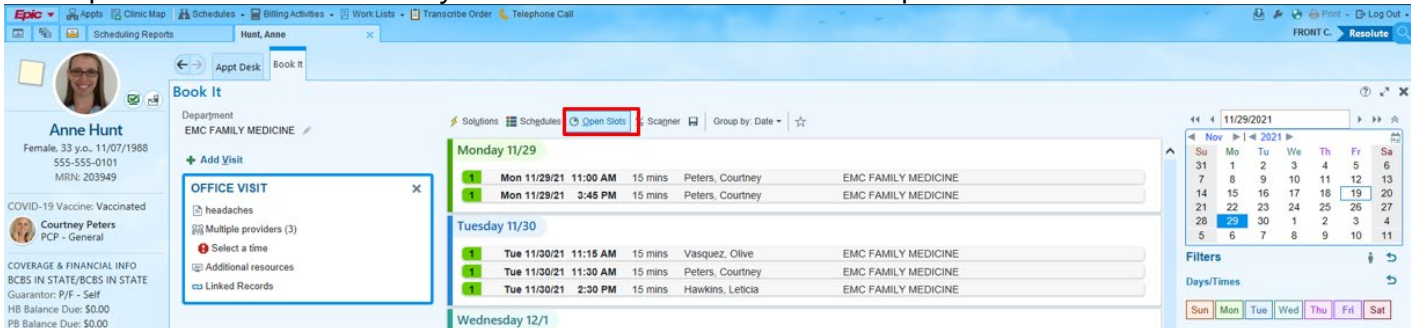 Epic Appts Clinic Map Schedules Billing Activities Work Lists Transcribe Order Telephone Call Print Log Out
Scheduling Reports Hunt, Anne FRONT C. Resolute
Appt Desk Book It
Book It
Anne Hunt
Female, 33 y.o., 11/07/1988
555-555-0101
MRN: 203949
COVID-19 Vaccine: Vaccinated
Courtney Peters
PCP - General
COVERAGE & FINANCIAL INFO
BCBS IN STATE/BCBS IN STATE
Guarantor: P/F - Self
HB Balance Due: $0.00
PB Balance Due: $0.00
Department
EMC FAMILY MEDICINE
+ Add Visit
OFFICE VISIT
headaches
Multiple providers (3)
Select a time
Additional resources
Linked Records
Solutions Schedules Open Slots Scanner Group by: Date
Monday 11/29
1 Mon 11/29/21 11:00 AM 15 mins Peters, Courtney EMC FAMILY MEDICINE
1 Mon 11/29/21 3:45 PM 15 mins Peters, Courtney EMC FAMILY MEDICINE
Tuesday 11/30
1 Tue 11/30/21 11:15 AM 15 mins Vasquez, Olive EMC FAMILY MEDICINE
1 Tue 11/30/21 11:30 AM 15 mins Peters, Courtney EMC FAMILY MEDICINE
1 Tue 11/30/21 2:30 PM 15 mins Hawkins, Leticia EMC FAMILY MEDICINE
Wednesday 12/1
11/29/2021
Nov 2021
Su Mo Tu We Th Fr Sa
31 1 2 3 4 5 6
7 8 9 10 11 12 13
14 15 16 17 18 19 20
21 22 23 24 25 26 27
28 29 30 1 2 3 4
5 6 7 8 9 10 11
Filters
Days/Times
Sun Mon Tue Wed Thu Fri Sat